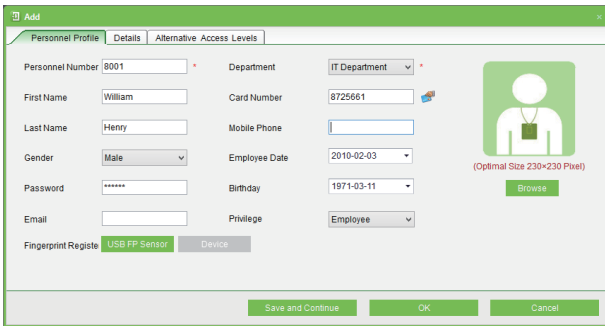 Add
Personnel Profile Details Alternative Access Levels
Personnel Number 8001 * Department IT Department *
First Name William Card Number 8725661
Last Name Henry Mobile Phone
Gender Male Employee Date 2010-02-03
(Optimal Size 230×230 Pixel)
Password ****** Birthday 1971-03-11 Browse
Email Privilege Employee
Fingerprint Registe USB FP Sensor Device
Save and Continue OK Cancel